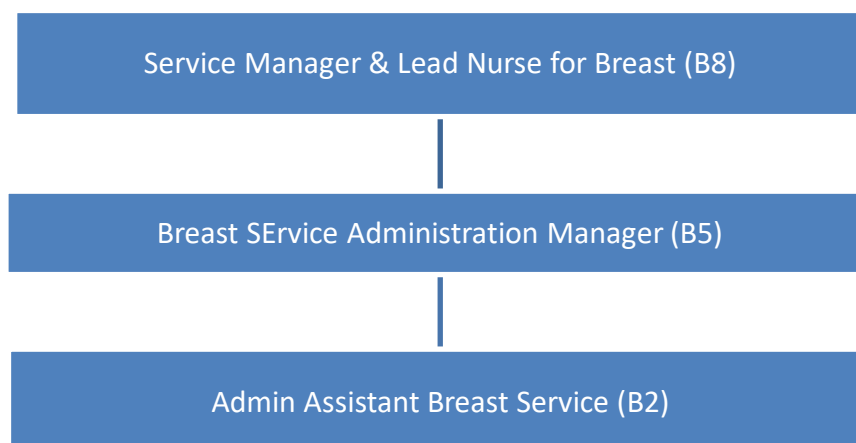 Service Manager & Lead Nurse for Breast (B8)
Breast SErvice Administration Manager (B5)
Admin Assistant Breast Service (B2)